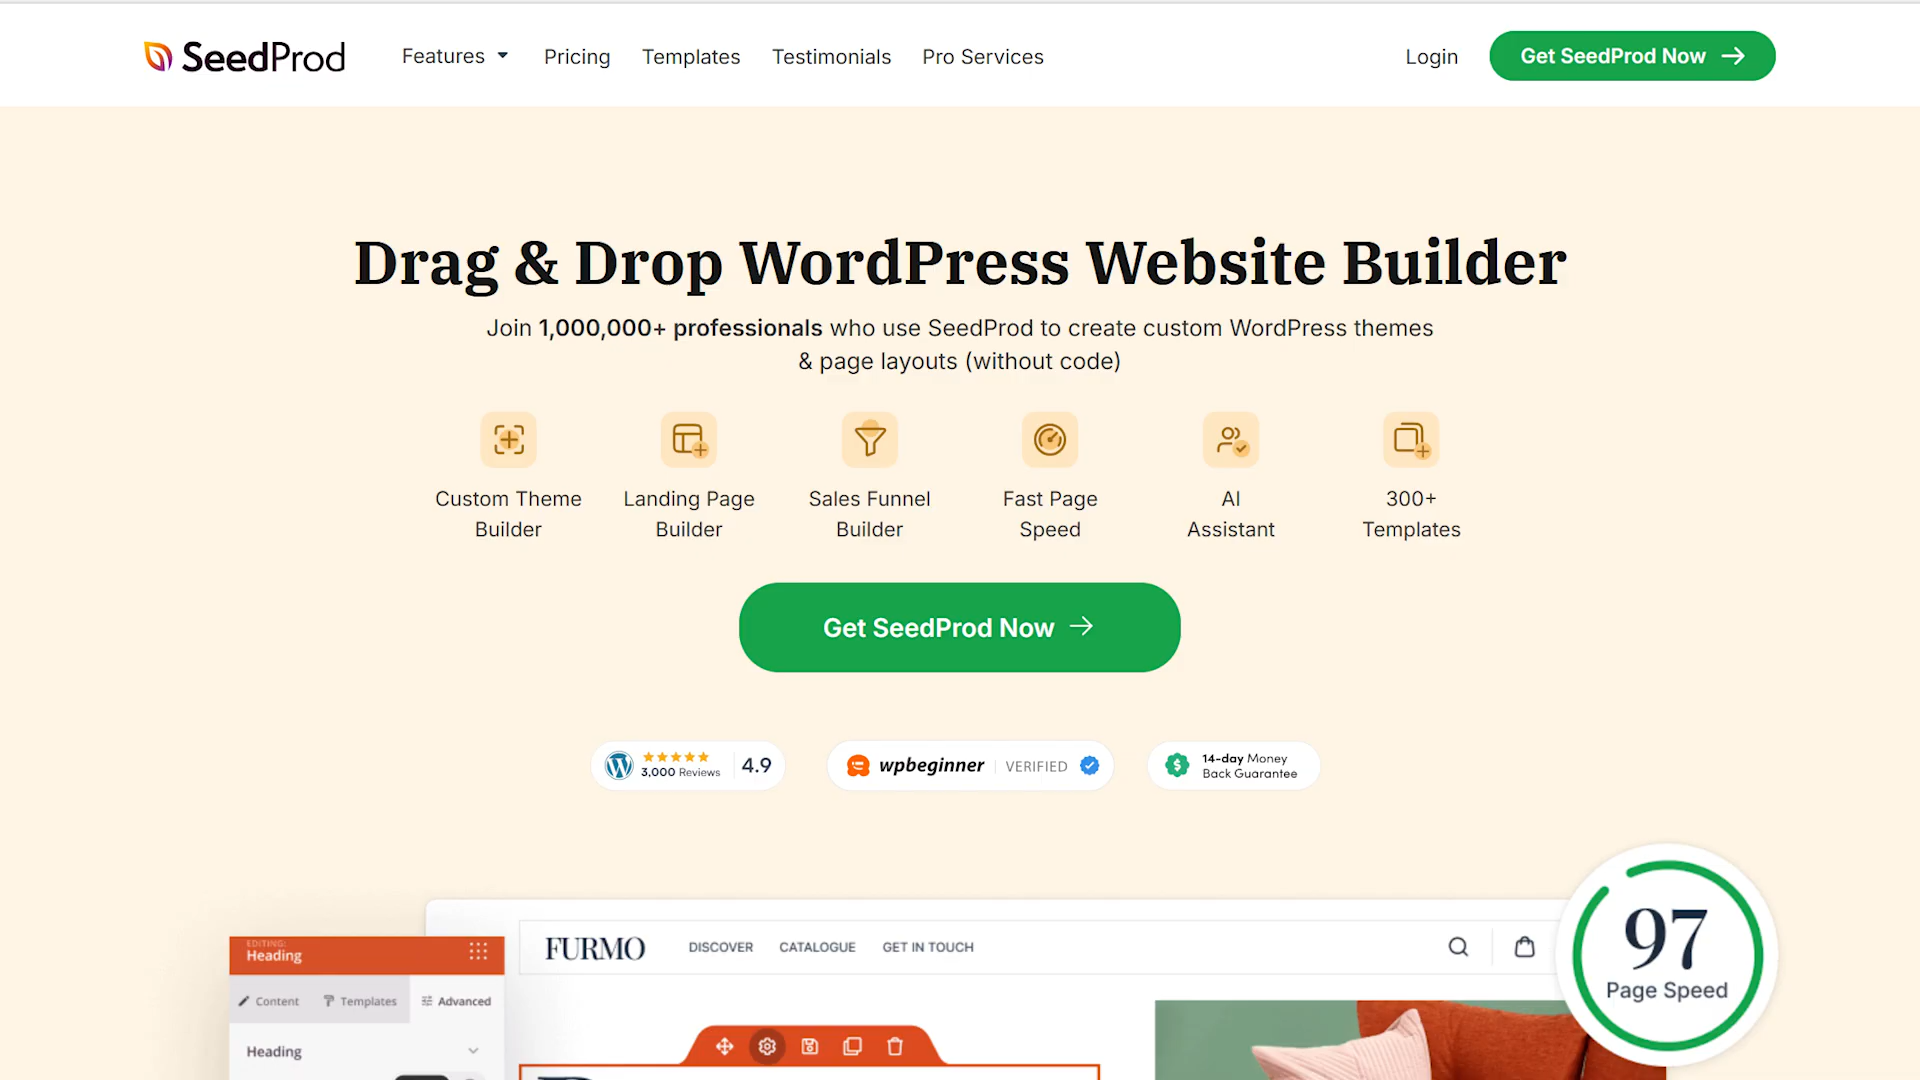 SeedProd
Features
Pricing
Templates
Testimonials
Pro Services
Login
Get SeedProd Now
Drag & Drop WordPress Website Builder
Join 1,000,000+ professionals who use SeedProd to create custom WordPress themes
& page layouts (without code)
Custom Theme
Builder
Landing Page
Builder
Sales Funnel
Builder
Fast Page
Speed
AI
Assistant
300+
Templates
Get SeedProd Now
3,000 Reviews
4.9
wpbeginner
VERIFIED
14-day Money
Back Guarantee
EDITING:
Heading
Content
Templates
Advanced
Heading
FURMO
DISCOVER
CATALOGUE
GET IN TOUCH
97
Page Speed